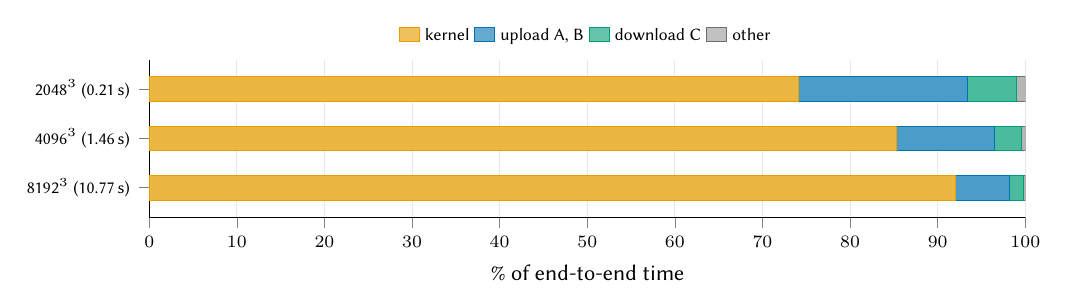 kernel upload A, B download C other
2048³ (0.21 s)
4096³ (1.46 s)
8192³ (10.77 s)
0 10 20 30 40 50 60 70 80 90 100
% of end-to-end time